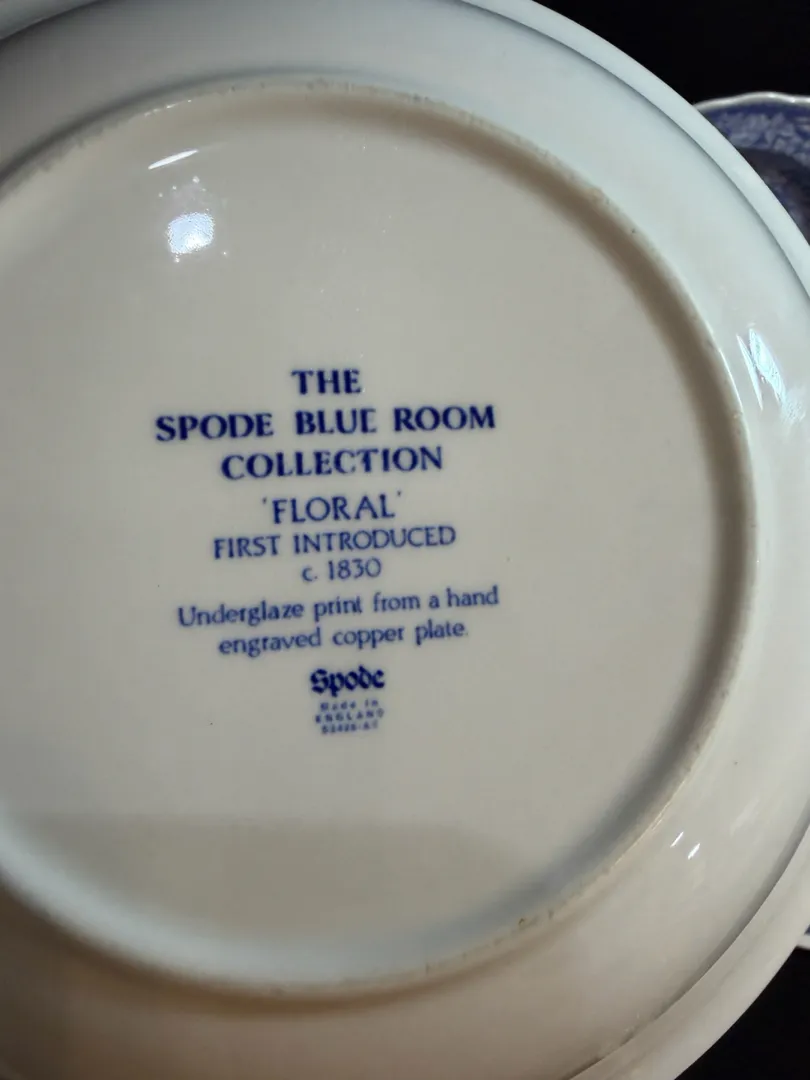 THE
SPODE BLUE ROOM
COLLECTION
'FLORAL'
FIRST INTRODUCED
c. 1830
Underglaze print from a hand
engraved copper plate.
Spode
Made in
ENGLAND